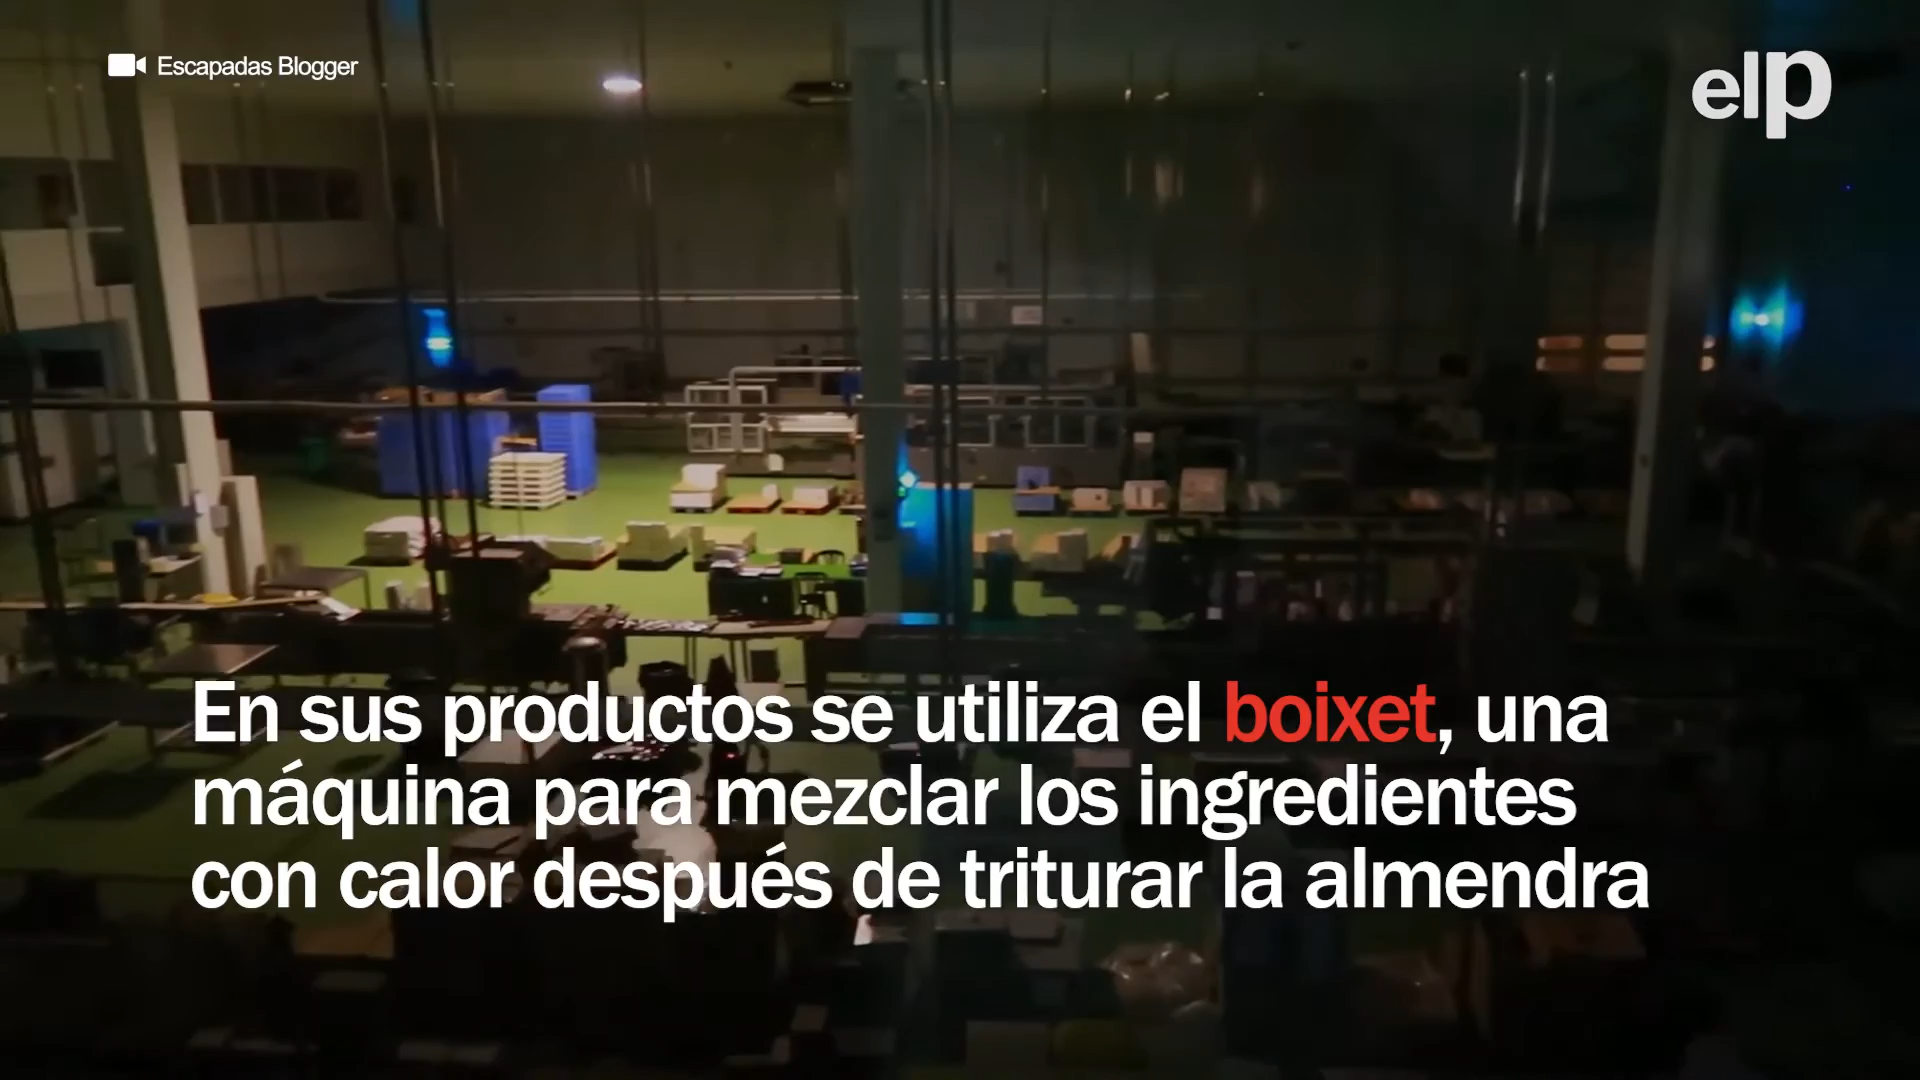 Escapadas Blogger
elp
En sus productos se utiliza el boixet, una
máquina para mezclar los ingredientes
con calor después de triturar la almendra